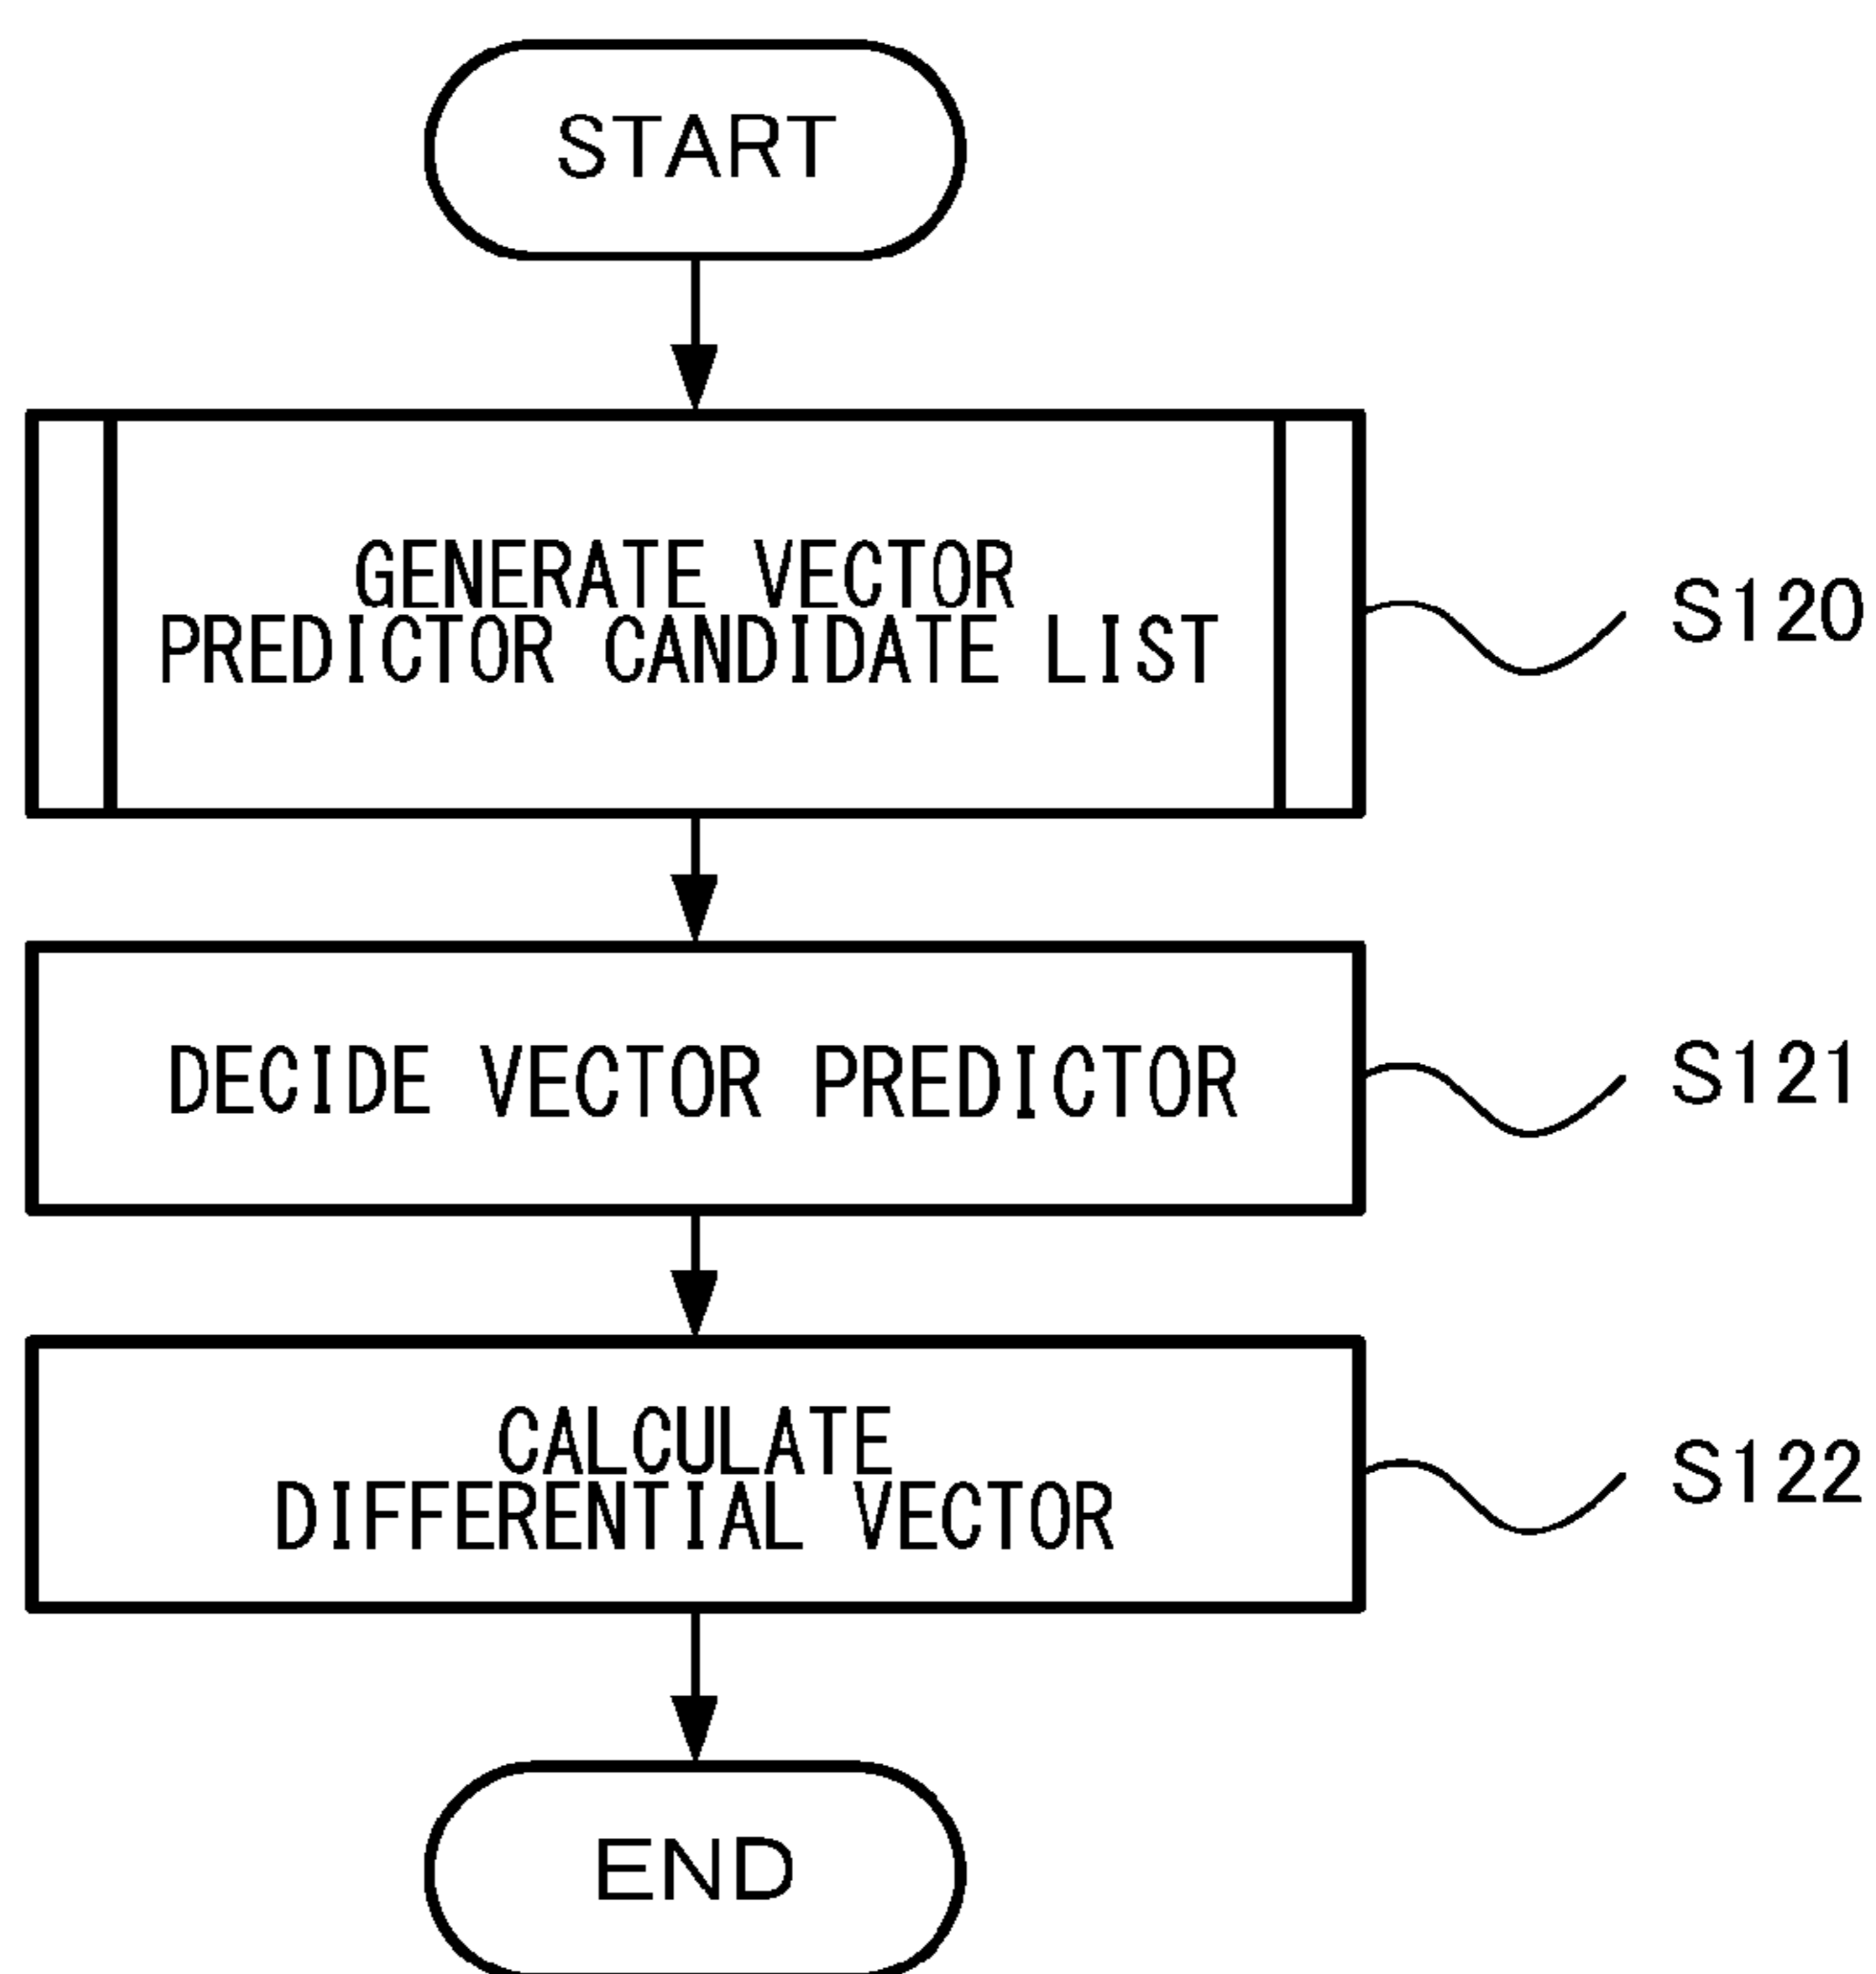 START
GENERATE VECTOR
PREDICTOR CANDIDATE LIST
S120
DECIDE VECTOR PREDICTOR
S121
CALCULATE
DIFFERENTIAL VECTOR
S122
END